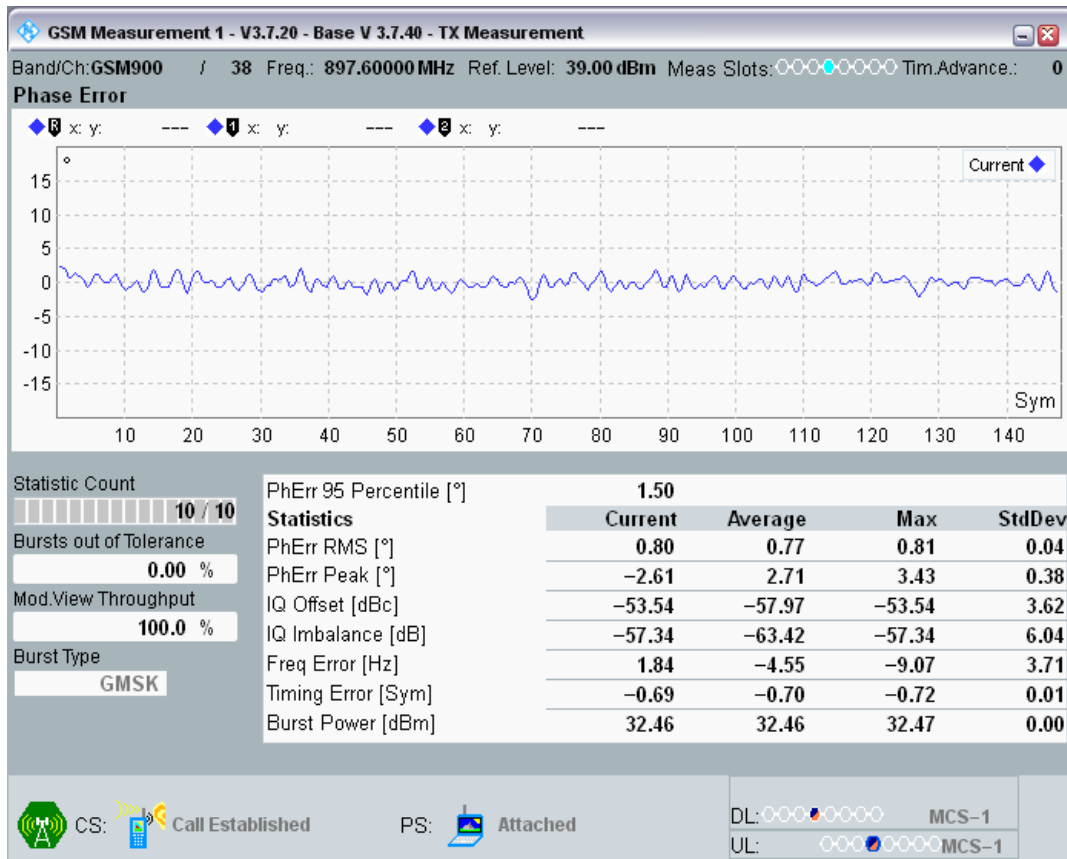 GSM Measurement 1 - V3.7.20 - Base V 3.7.40 - TX Measurement
Band/Ch:GSM900 / 38 Freq.: 897.60000 MHz Ref. Level: 39.00 dBm Meas Slots: Tim.Advance.: 0
Phase Error
R x: y: --- 1 x: y: --- 2 x: y: ---
° Current
15
10
5
0
-5
-10
-15
Sym
10 20 30 40 50 60 70 80 90 100 110 120 130 140
Statistic Count
10 / 10
Bursts out of Tolerance
0.00 %
Mod.View Throughput
100.0 %
Burst Type
GMSK
PhErr 95 Percentile [°] 1.50
Statistics Current Average Max StdDev
PhErr RMS [°] 0.80 0.77 0.81 0.04
PhErr Peak [°] −2.61 2.71 3.43 0.38
IQ Offset [dBc] −53.54 −57.97 −53.54 3.62
IQ Imbalance [dB] −57.34 −63.42 −57.34 6.04
Freq Error [Hz] 1.84 −4.55 −9.07 3.71
Timing Error [Sym] −0.69 −0.70 −0.72 0.01
Burst Power [dBm] 32.46 32.46 32.47 0.00
CS: Call Established PS: Attached
DL: MCS−1
UL: MCS−1